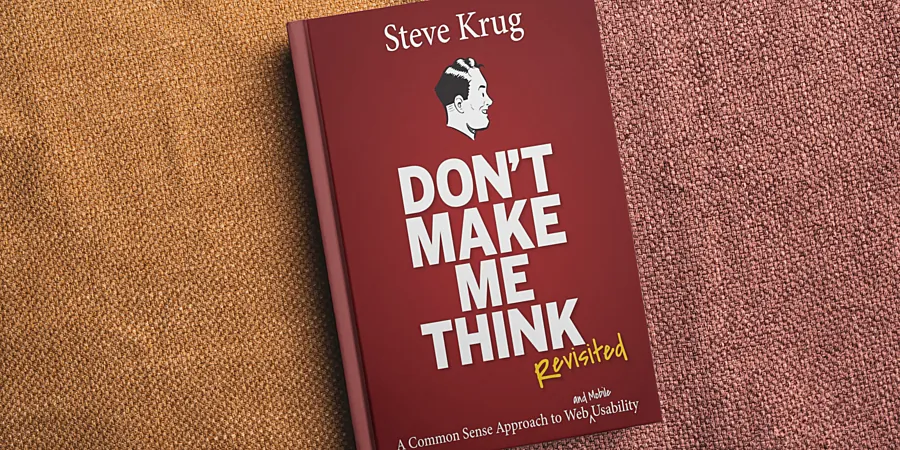 Steve Krug
DON'T
MAKE
ME
THINK
Revisited
and Mobile
A Common Sense Approach to Web Usability